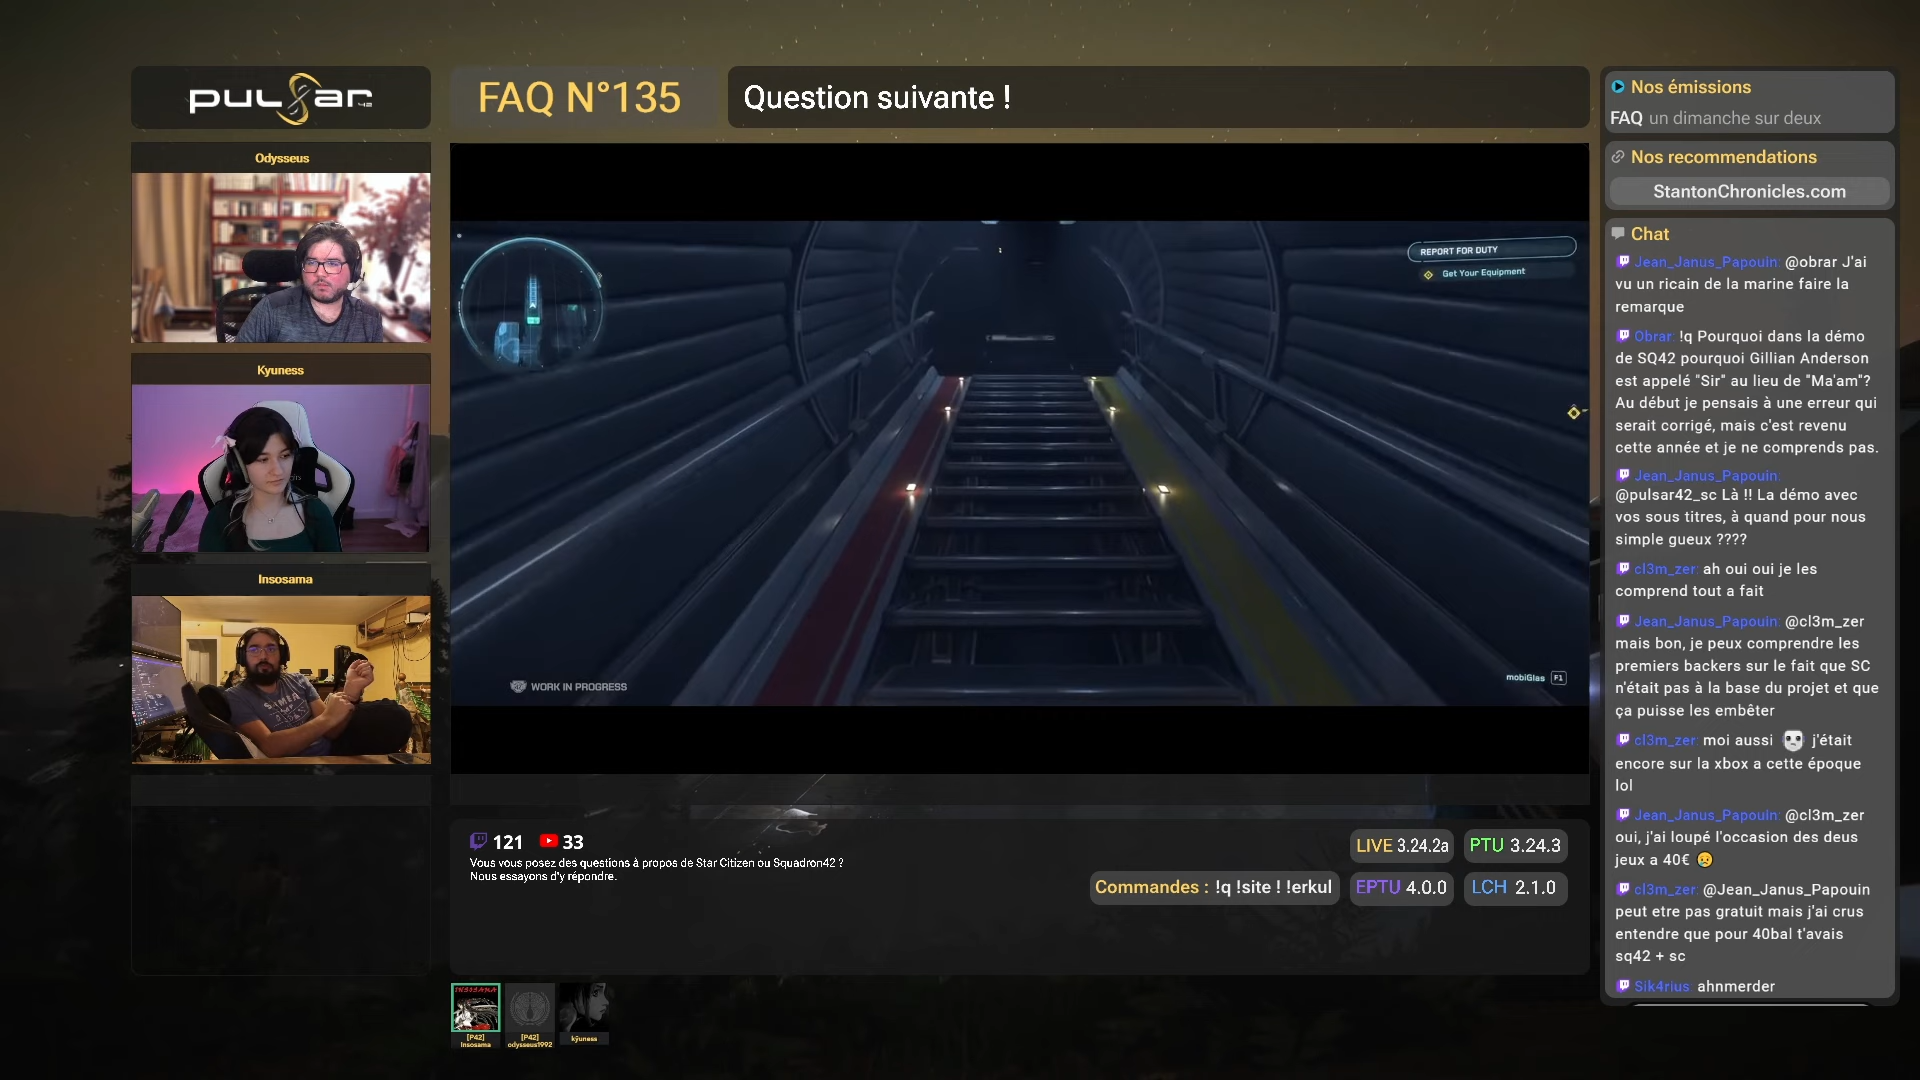 pulsar 42
FAQ N°135
Question suivante !
Odysseus
Kyuness
Insosama
REPORT FOR DUTY
Get Your Equipment
WORK IN PROGRESS
mobiGlas F1
121
33
Vous vous posez des questions à propos de Star Citizen ou Squadron42 ?
Nous essayons d'y répondre.
LIVE 3.24.2a
PTU 3.24.3
Commandes : !q !site ! !erkul
EPTU 4.0.0
LCH 2.1.0
INSOSAMA
[P42]
Insosama
[P42]
odysseus1992
kÿuness
Nos émissions
FAQ un dimanche sur deux
Nos recommendations
StantonChronicles.com
Chat
Jean_Janus_Papouin: @obrar J'ai
vu un ricain de la marine faire la
remarque
Obrar: !q Pourquoi dans la démo
de SQ42 pourquoi Gillian Anderson
est appelé "Sir" au lieu de "Ma'am"?
Au début je pensais à une erreur qui
serait corrigé, mais c'est revenu
cette année et je ne comprends pas.
Jean_Janus_Papouin:
@pulsar42_sc Là !! La démo avec
vos sous titres, à quand pour nous
simple gueux ????
cl3m_zer: ah oui oui je les
comprend tout a fait
Jean_Janus_Papouin: @cl3m_zer
mais bon, je peux comprendre les
premiers backers sur le fait que SC
n'était pas à la base du projet et que
ça puisse les embêter
cl3m_zer: moi aussi j'était
encore sur la xbox a cette époque
lol
Jean_Janus_Papouin: @cl3m_zer
oui, j'ai loupé l'occasion des deus
jeux a 40€
cl3m_zer: @Jean_Janus_Papouin
peut etre pas gratuit mais j'ai crus
entendre que pour 40bal t'avais
sq42 + sc
Sik4rius: ahnmerder